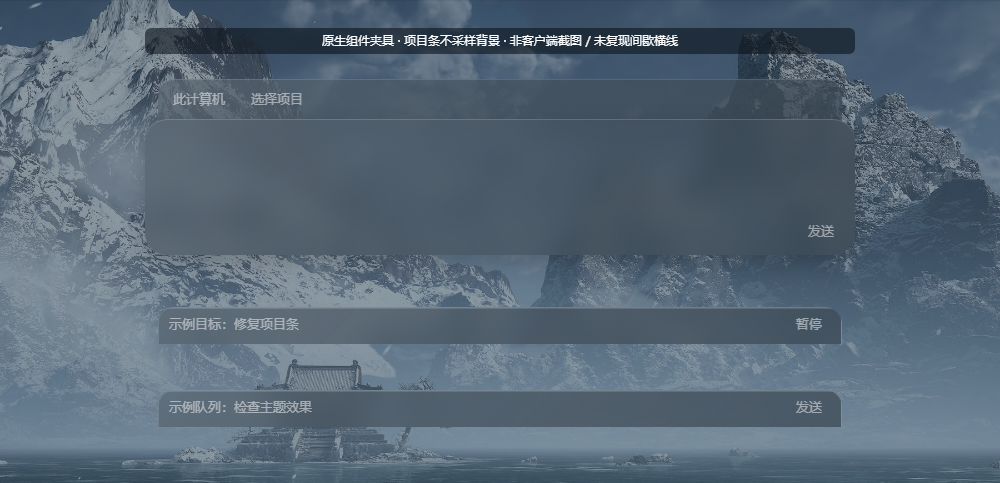 原生组件夹具 · 项目条不采样背景 · 非客户端截图 / 未复现间歇横线
此计算机 选择项目
发送
示例目标：修复项目条 暂停
示例队列：检查主题效果 发送